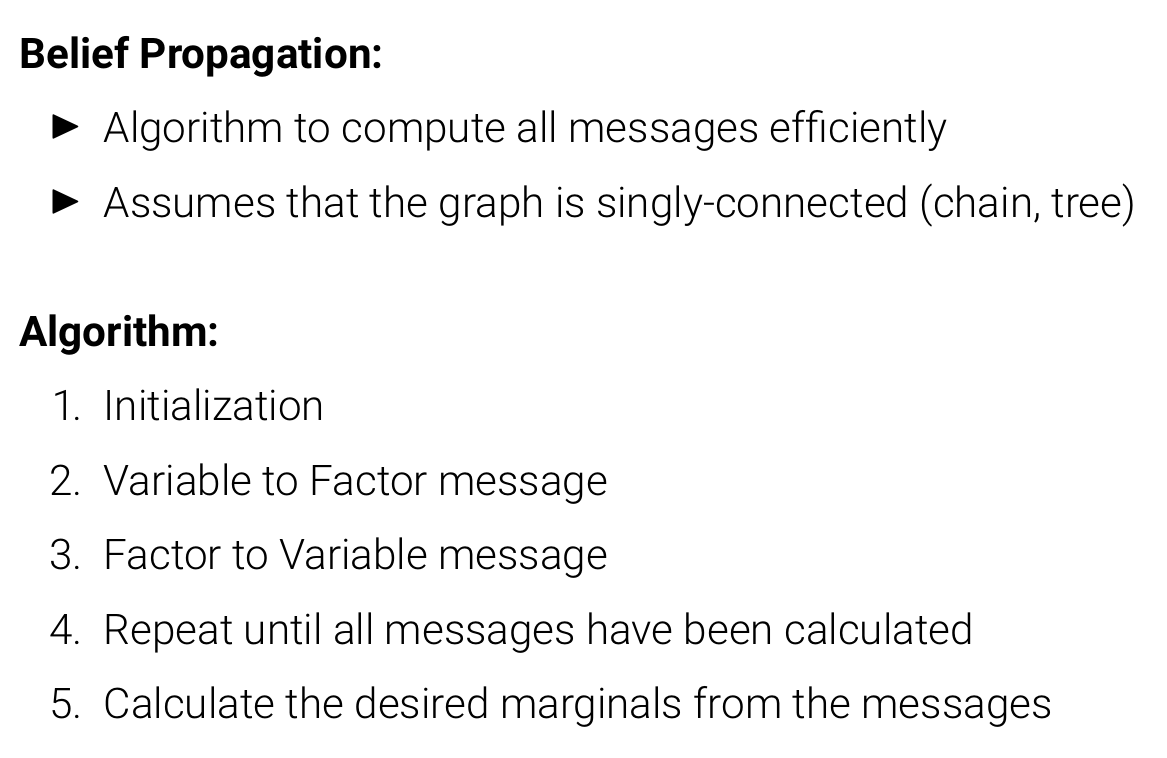 Belief Propagation:
► Algorithm to compute all messages efficiently
► Assumes that the graph is singly-connected (chain, tree)
Algorithm:
1. Initialization
2. Variable to Factor message
3. Factor to Variable message
4. Repeat until all messages have been calculated
5. Calculate the desired marginals from the messages